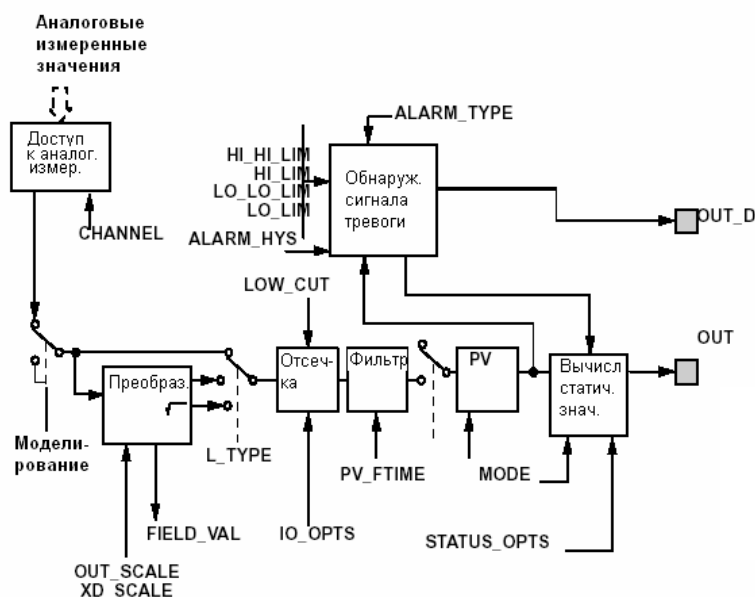 Аналоговые
измеренные
значения
Доступ
к аналог.
измер.
CHANNEL
ALARM_TYPE
HI_HI_LIM
HI_LIM
LO_LO_LIM
LO_LIM
ALARM_HYS
Обнаруж.
сигнала
тревоги
OUT_D
LOW_CUT
OUT
Преобраз.
Отсеч-
ка
Фильтр
PV
Вычисл
статич.
знач.
Модели-
рование
L_TYPE
PV_FTIME
MODE
FIELD_VAL
IO_OPTS
STATUS_OPTS
OUT_SCALE
XD_SCALE